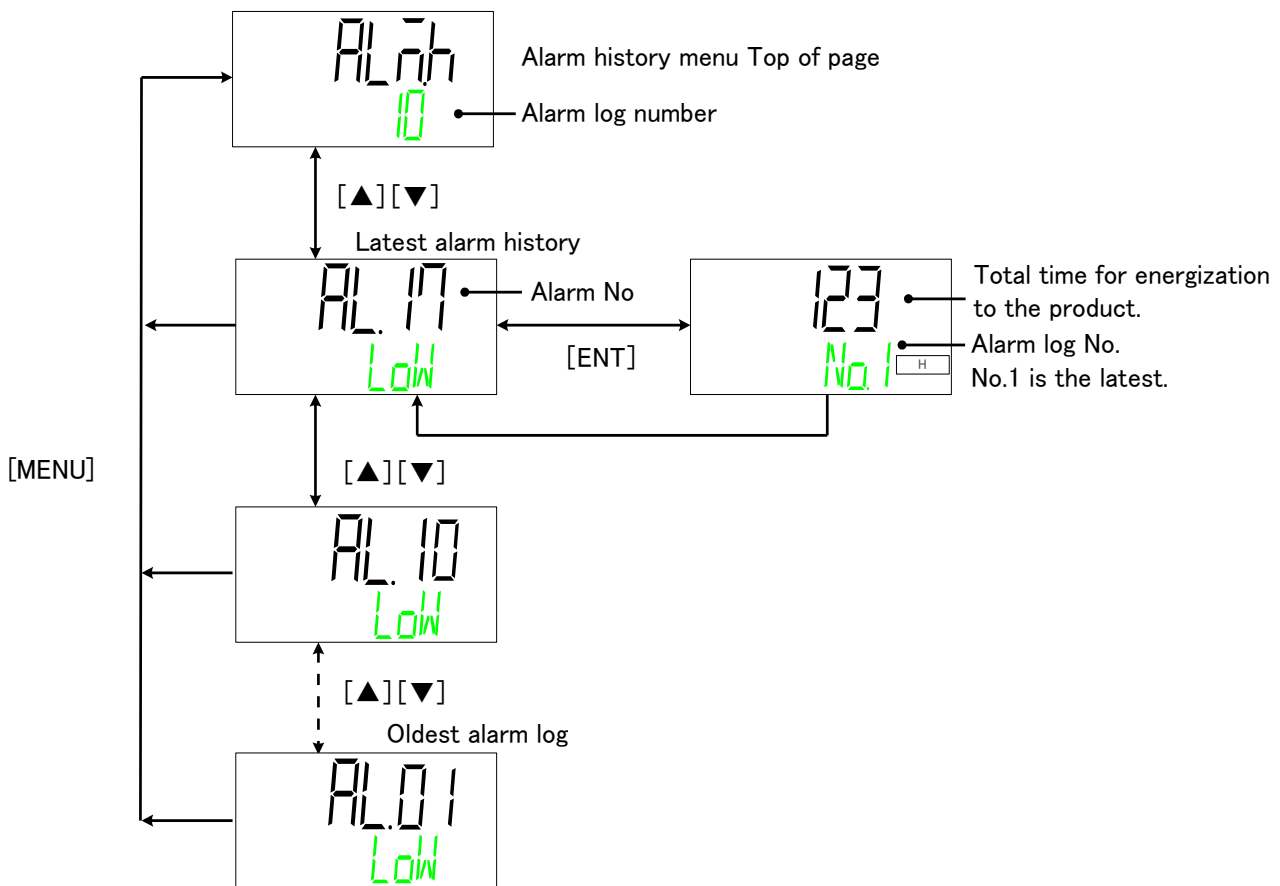 ALM.h
10
Alarm history menu Top of page
Alarm log number
[▲][▼]
Latest alarm history
AL.17
LoW
Alarm No
[ENT]
123
No.1
H
Total time for energization
to the product.
Alarm log No.
No.1 is the latest.
[MENU]
[▲][▼]
AL.10
LoW
[▲][▼]
Oldest alarm log
AL.01
LoW